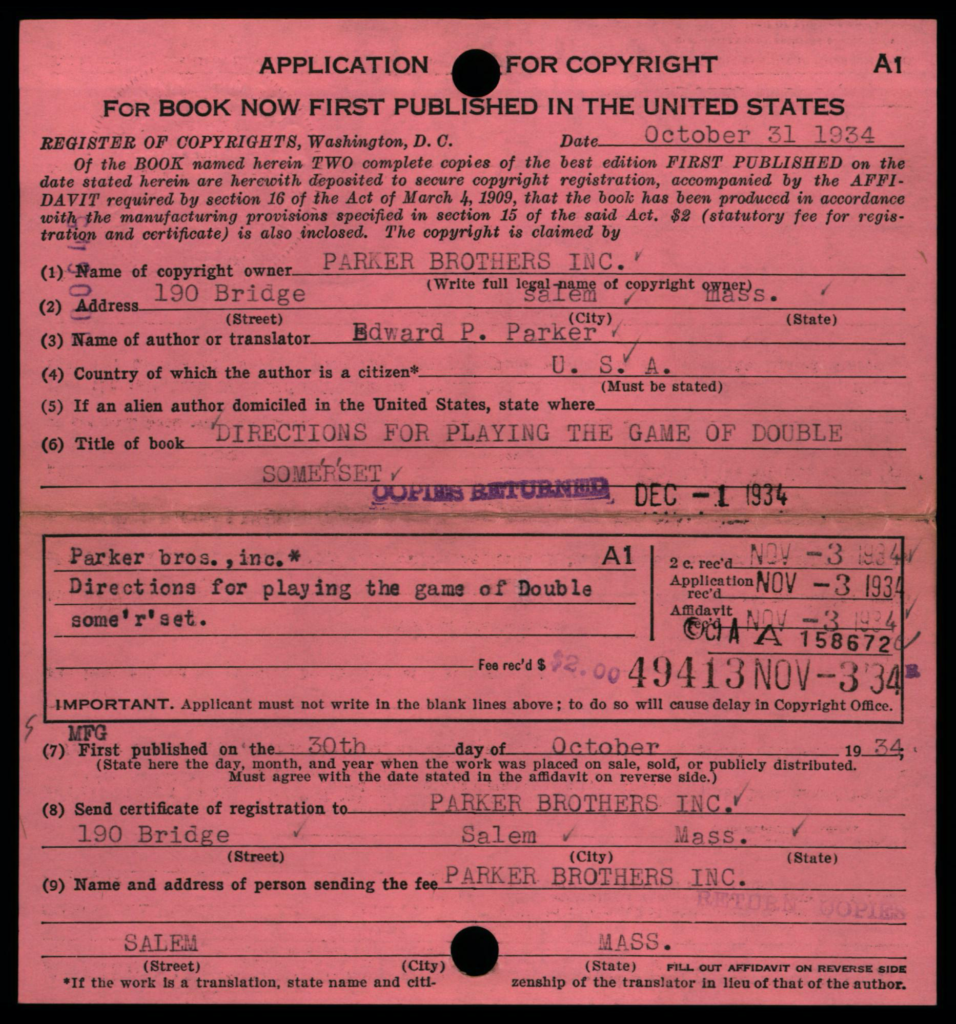 APPLICATION FOR COPYRIGHT A1
FOR BOOK NOW FIRST PUBLISHED IN THE UNITED STATES
REGISTER OF COPYRIGHTS, Washington, D. C. Date October 31 1934
Of the BOOK named herein TWO complete copies of the best edition FIRST PUBLISHED on the
date stated herein are herewith deposited to secure copyright registration, accompanied by the AFFI-
DAVIT required by section 16 of the Act of March 4, 1909, that the book has been produced in accordance
with the manufacturing provisions specified in section 15 of the said Act. $2 (statutory fee for regis-
tration and certificate) is also inclosed. The copyright is claimed by
(1) Name of copyright owner PARKER BROTHERS INC.
(Write full legal name of copyright owner)
(2) Address 190 Bridge Salem Mass.
(Street) (City) (State)
(3) Name of author or translator Edward P. Parker
(4) Country of which the author is a citizen* U. S. A.
(Must be stated)
(5) If an alien author domiciled in the United States, state where
(6) Title of book DIRECTIONS FOR PLAYING THE GAME OF DOUBLE
SOME'R'SET
COPIES RETURNED DEC -1 1934
Parker bros., inc.* A1
Directions for playing the game of Double
some'r'set.
2 c. rec'd NOV -3 1934
Application rec'd NOV -3 1934
Affidavit rec'd NOV -3 1934
©ClA A 158672
Fee rec'd $ $2.00 49413 NOV -3 '34
IMPORTANT. Applicant must not write in the blank lines above; to do so will cause delay in Copyright Office.
MFG
(7) First published on the 30th day of October 19 34;
(State here the day, month, and year when the work was placed on sale, sold, or publicly distributed.
Must agree with the date stated in the affidavit on reverse side.)
(8) Send certificate of registration to PARKER BROTHERS INC.
190 Bridge Salem Mass.
(Street) (City) (State)
(9) Name and address of person sending the fee PARKER BROTHERS INC.
RETURN COPIES
SALEM MASS.
(Street) (City) (State) FILL OUT AFFIDAVIT ON REVERSE SIDE
*If the work is a translation, state name and citi- zenship of the translator in lieu of that of the author.